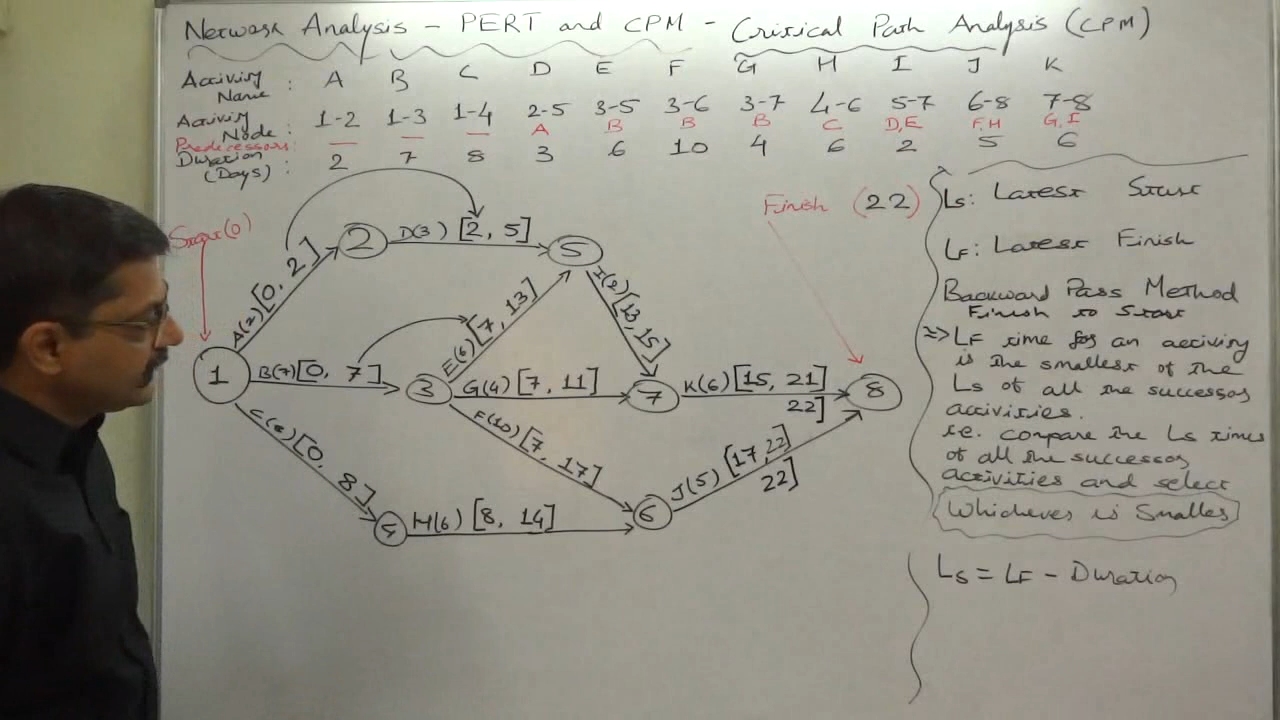 Network Analysis - PERT and CPM - Critical Path Analysis (CPM)
Activity Name : A B C D E F G H I J K
Activity Node : 1-2 1-3 1-4 2-5 3-5 3-6 3-7 4-6 5-7 6-8 7-8
Predecessors: — — — A B B B C D,E F,H G,I
Duration (Days) : 2 7 8 3 6 10 4 6 2 5 6
Start(0)
Finish (22)
1
2
3
4
5
6
7
8
A(2)[0, 2]
B(7)[0, 7]
C(8)[0, 8]
D(3) [2, 5]
E(6)[7, 13]
G(4)[7, 11]
F(10)[7, 17]
H(6)[8, 14]
I(2)[13,15]
K(6)[15, 21]
22]
J(5)[17,22]
22]
Ls: Latest Start
LF: Latest Finish
Backward Pass Method
Finish to Start
=>> LF time for an activity
is the smallest of the
Ls of all the successor
activities.
i.e. compare the Ls times
of all the successor
activities and select
Whichever is Smaller
Ls = LF - Duration